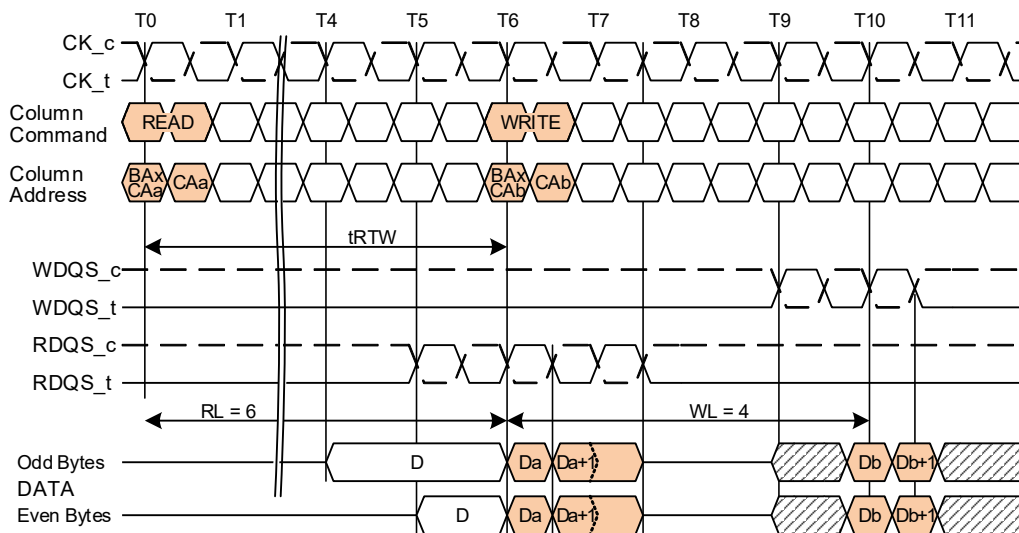 T0 T1 T4 T5 T6 T7 T8 T9 T10 T11
CK_c
CK_t
Column
Command
READ WRITE
Column
Address
BAx
CAa
CAa
BAx
CAb
CAb
tRTW
WDQS_c
WDQS_t
RDQS_c
RDQS_t
RL = 6 WL = 4
Odd Bytes D Da Da+1 Db Db+1
DATA
Even Bytes D Da Da+1 Db Db+1